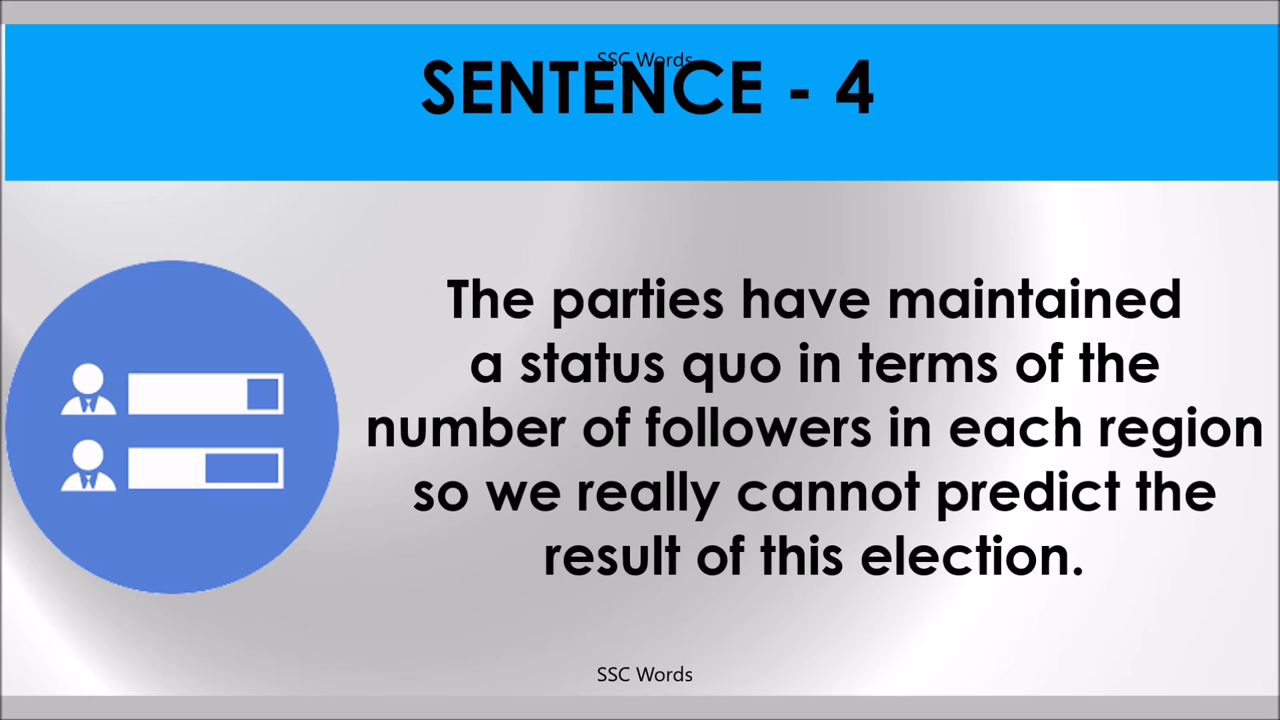 SSC Words
SENTENCE - 4
The parties have maintained
a status quo in terms of the
number of followers in each region
so we really cannot predict the
result of this election.
SSC Words